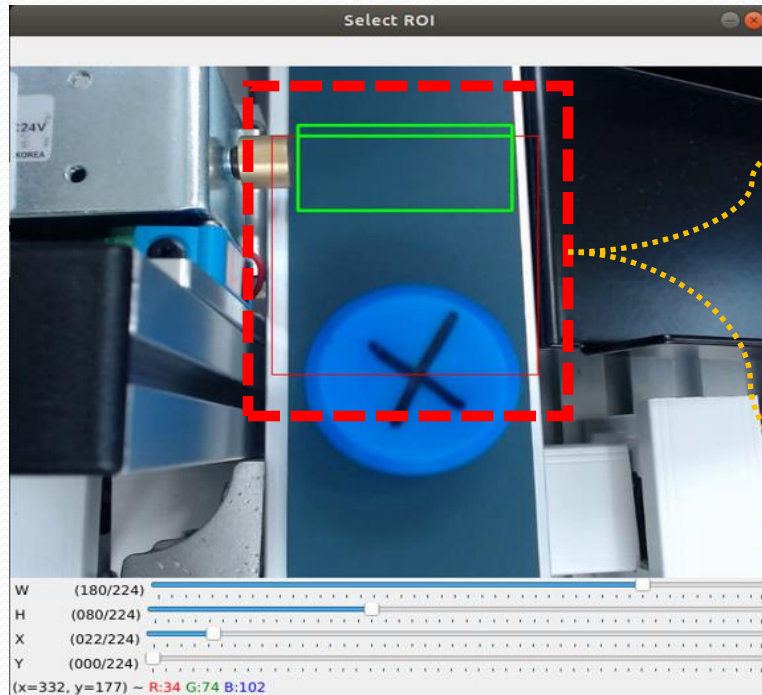 Select ROI
:24V
KOREA
W (180/224)
H (080/224)
X (022/224)
Y (000/224)
(x=332, y=177) ~ R:34 G:74 B:102